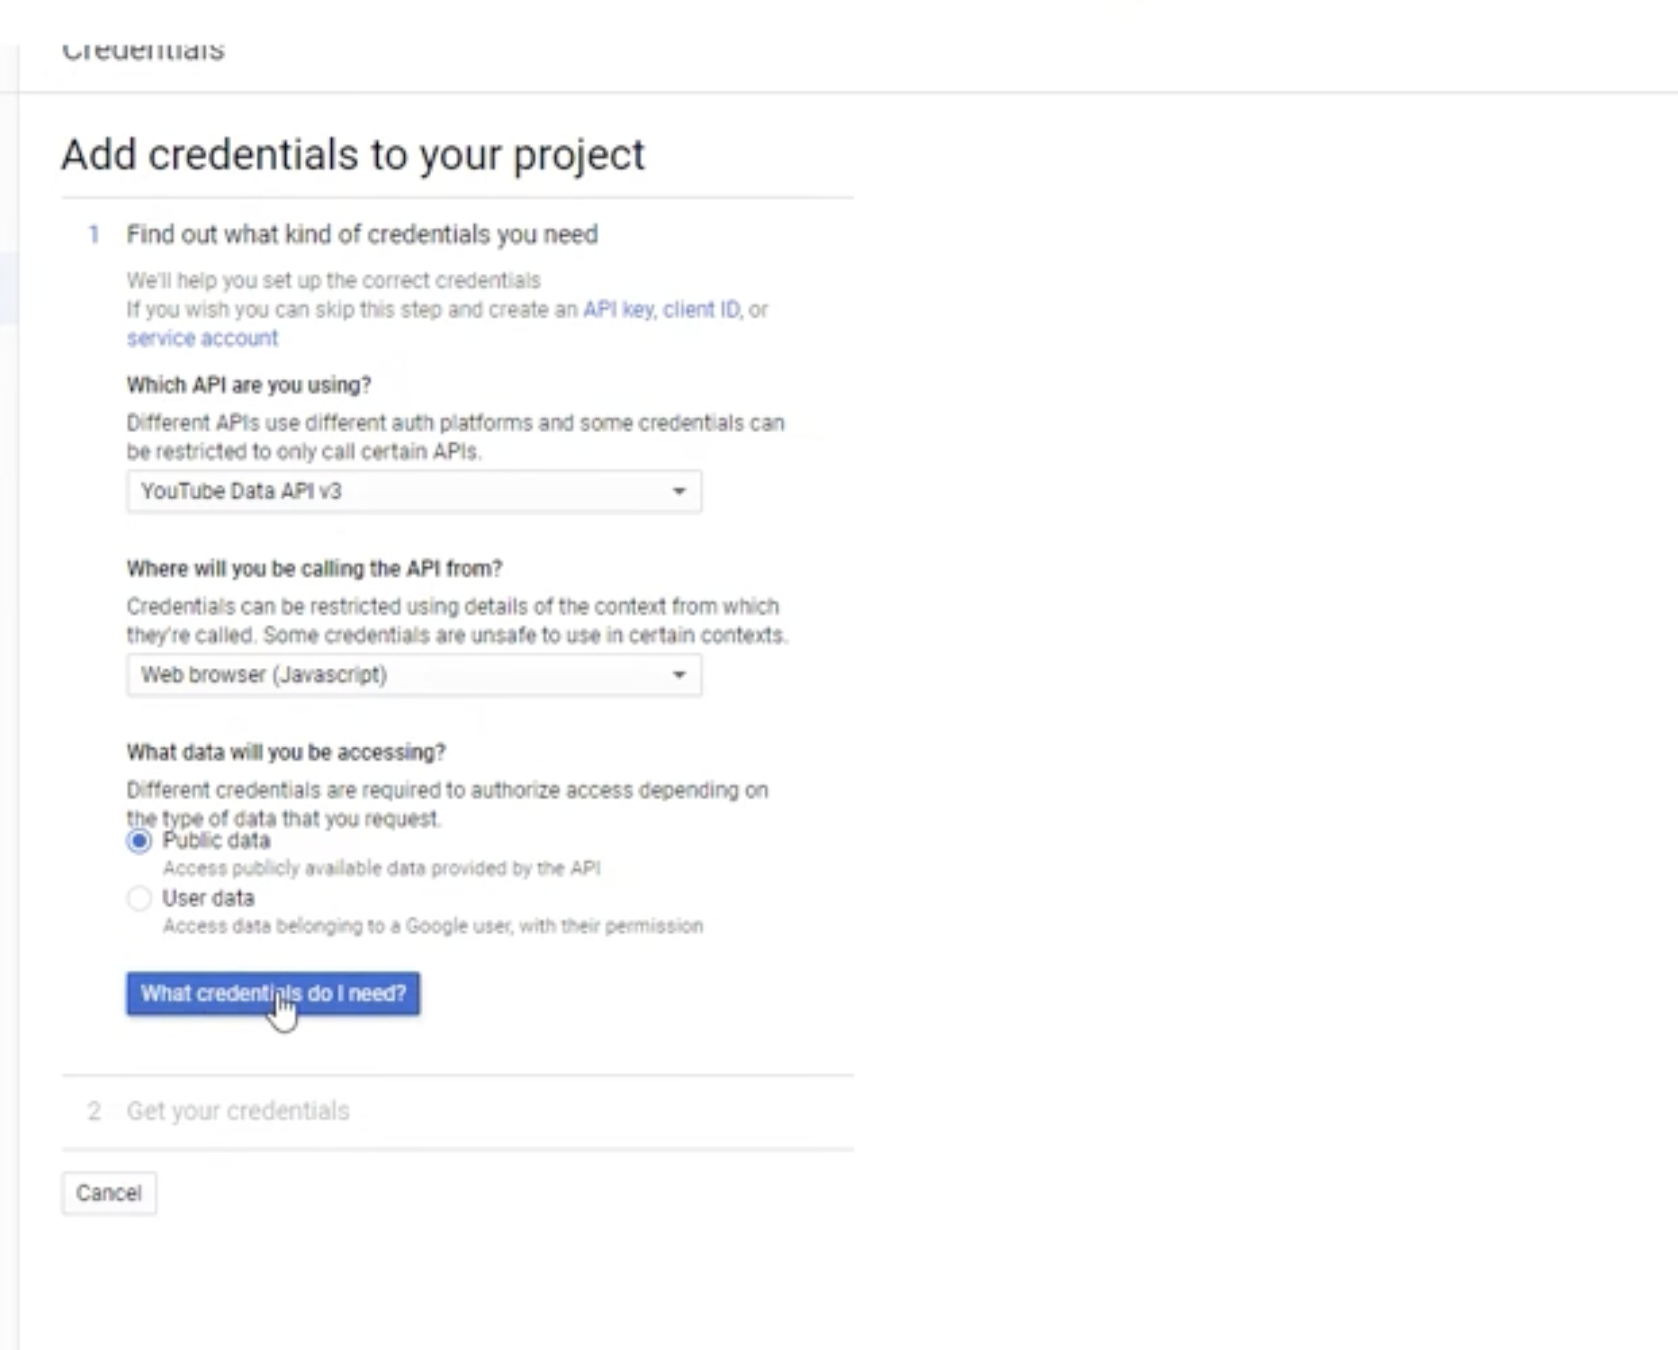 Credentials
Add credentials to your project
1 Find out what kind of credentials you need
We'll help you set up the correct credentials
If you wish you can skip this step and create an API key, client ID, or
service account
Which API are you using?
Different APIs use different auth platforms and some credentials can
be restricted to only call certain APIs.
YouTube Data API v3
Where will you be calling the API from?
Credentials can be restricted using details of the context from which
they're called. Some credentials are unsafe to use in certain contexts.
Web browser (Javascript)
What data will you be accessing?
Different credentials are required to authorize access depending on
the type of data that you request.
Public data
Access publicly available data provided by the API
User data
Access data belonging to a Google user, with their permission
What credentials do I need?
2 Get your credentials
Cancel